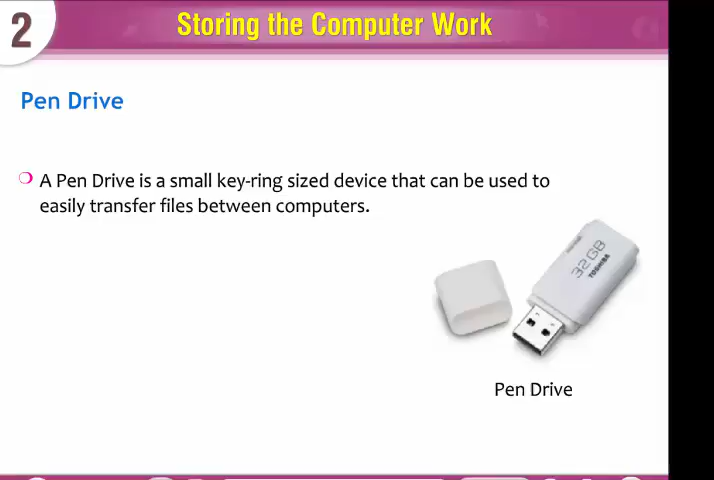 2
Storing the Computer Work
Pen Drive
A Pen Drive is a small key-ring sized device that can be used to
easily transfer files between computers.
32GB
TOSHIBA
Pen Drive